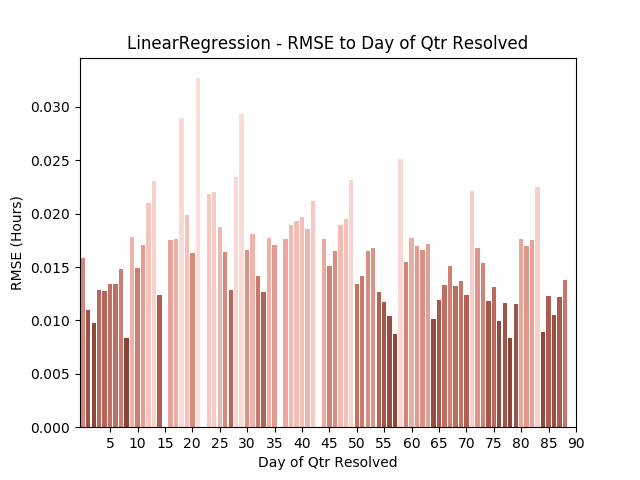 LinearRegression - RMSE to Day of Qtr Resolved
RMSE (Hours)
0.030
0.025
0.020
0.015
0.010
0.005
0.000
5 10 15 20 25 30 35 40 45 50 55 60 65 70 75 80 85 90
Day of Qtr Resolved